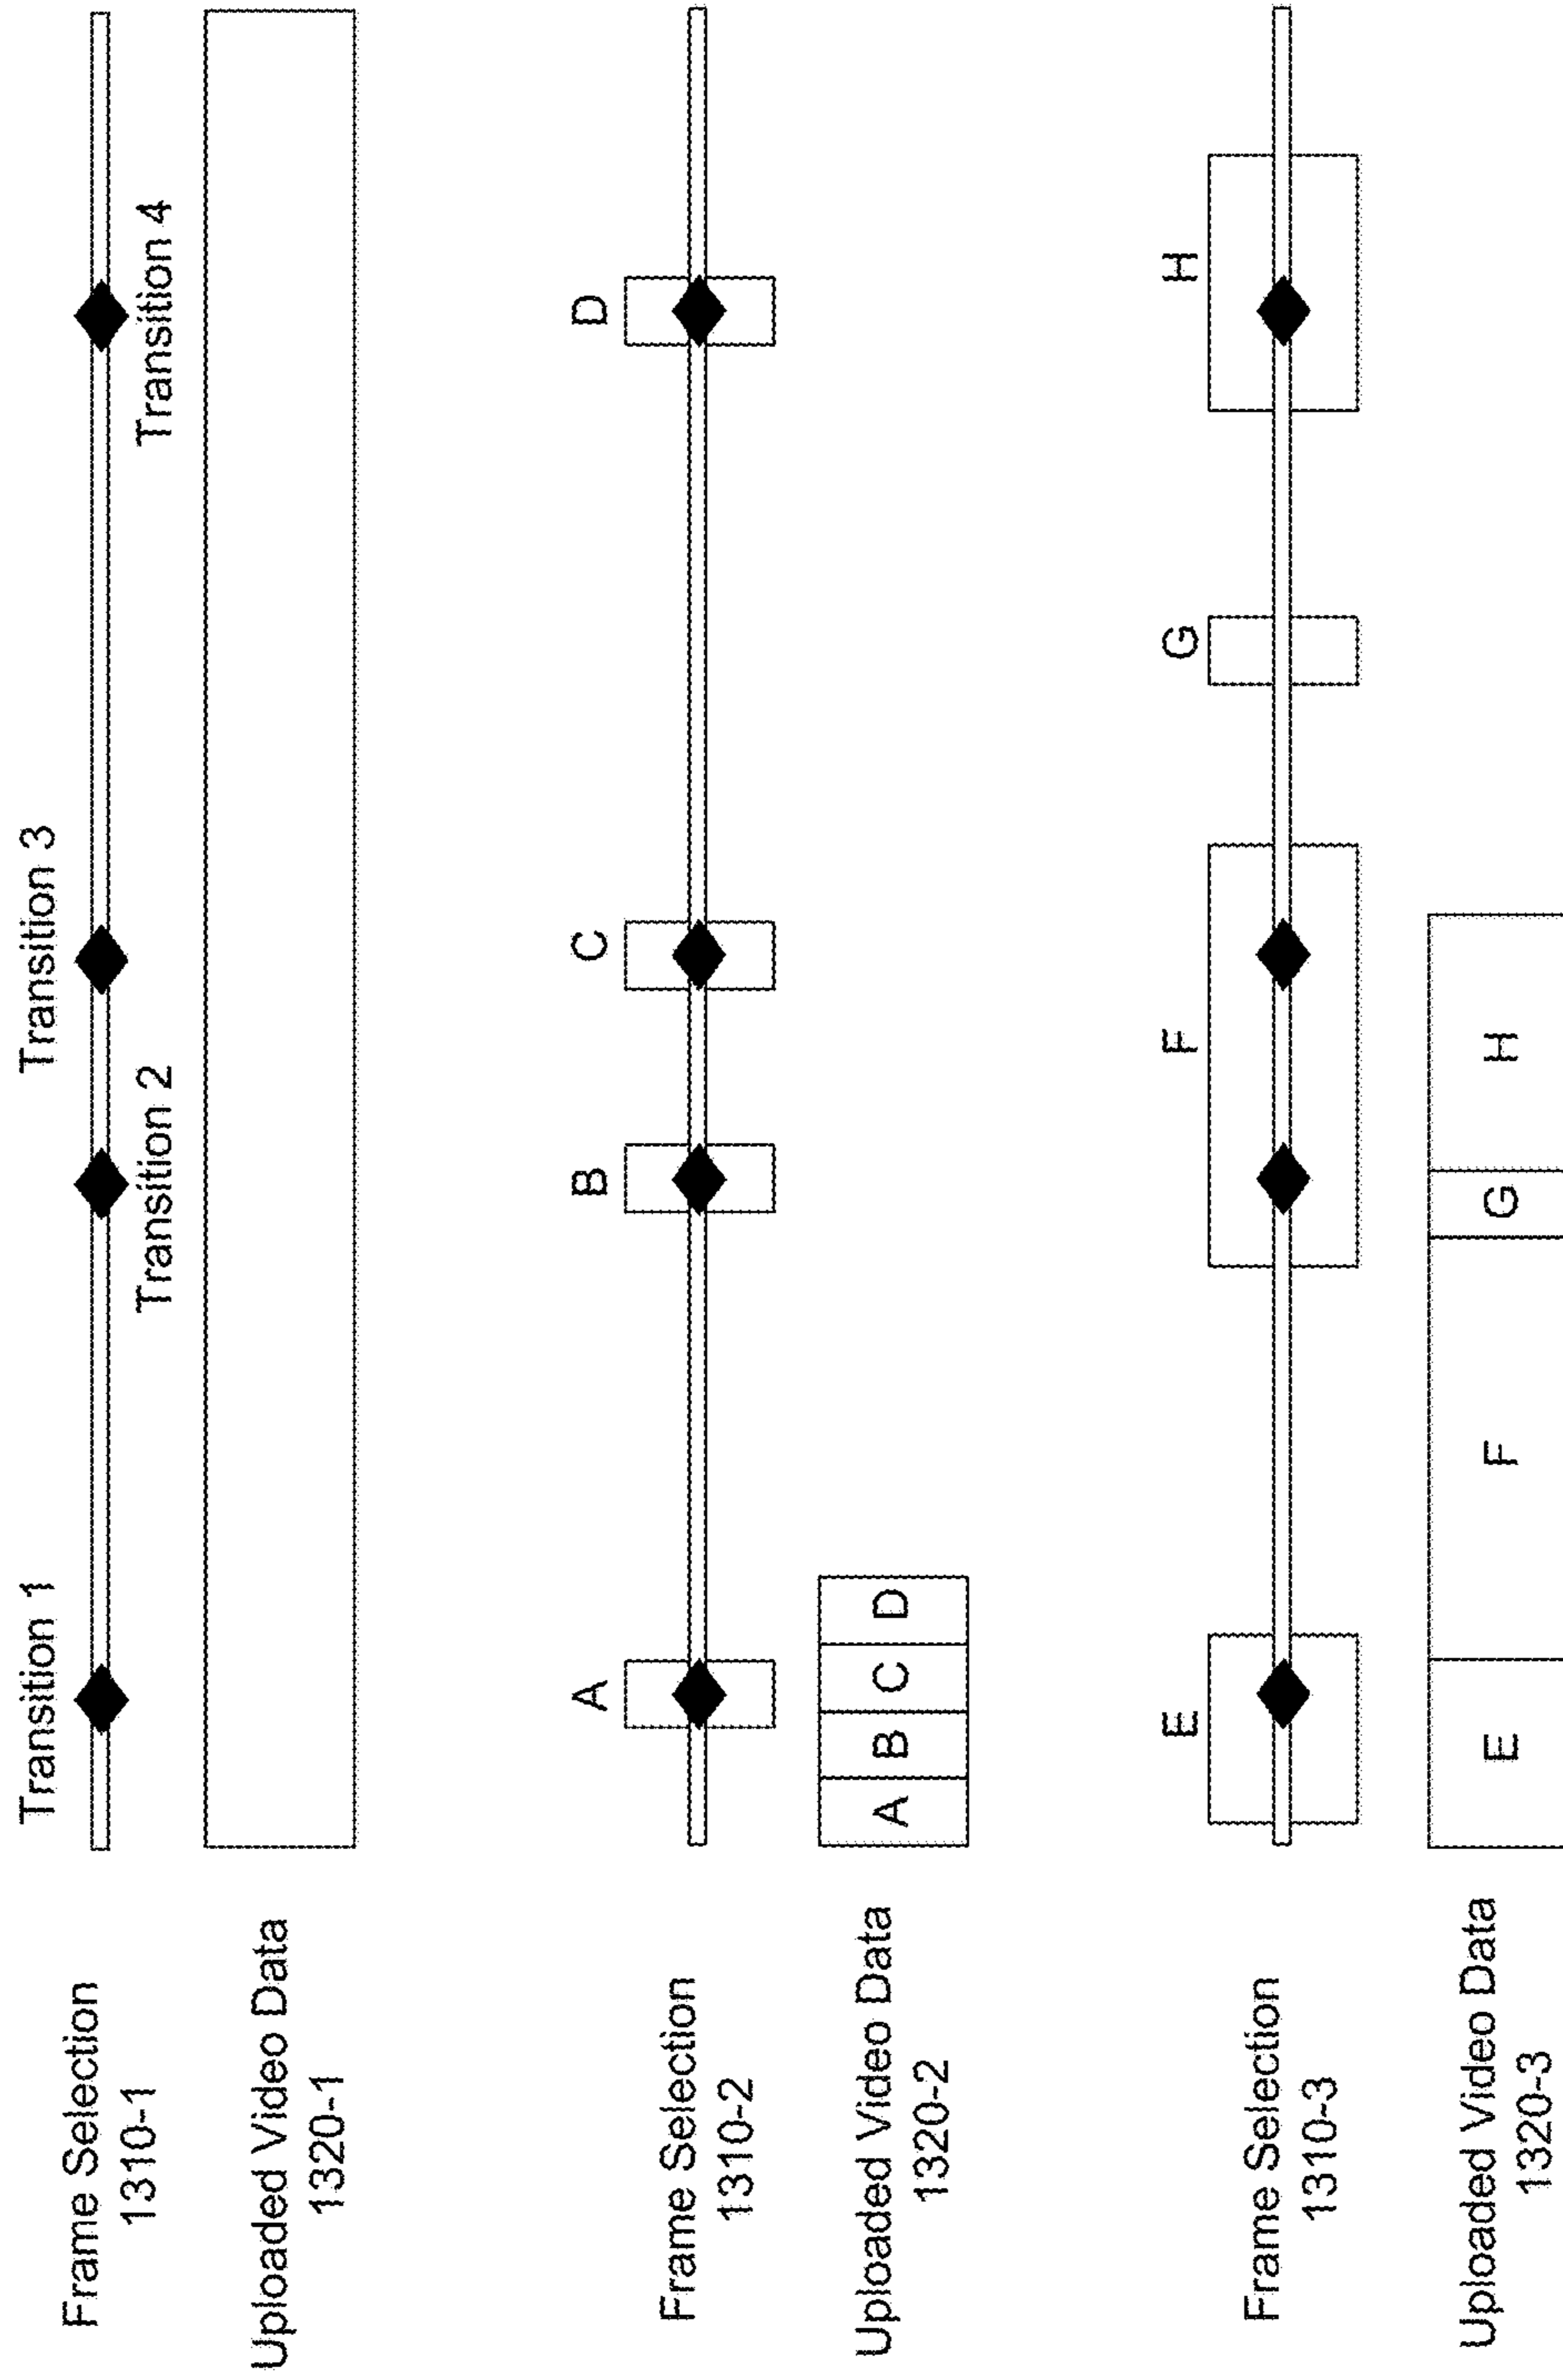 Transition 1
Transition 3
Frame Selection
1310-1
Transition 2
Transition 4
Uploaded Video Data
1320-1
A
B
C
D
Frame Selection
1310-2
Uploaded Video Data
1320-2
A
B
C
D
E
F
G
H
Frame Selection
1310-3
Uploaded Video Data
1320-3
E
F
G
H